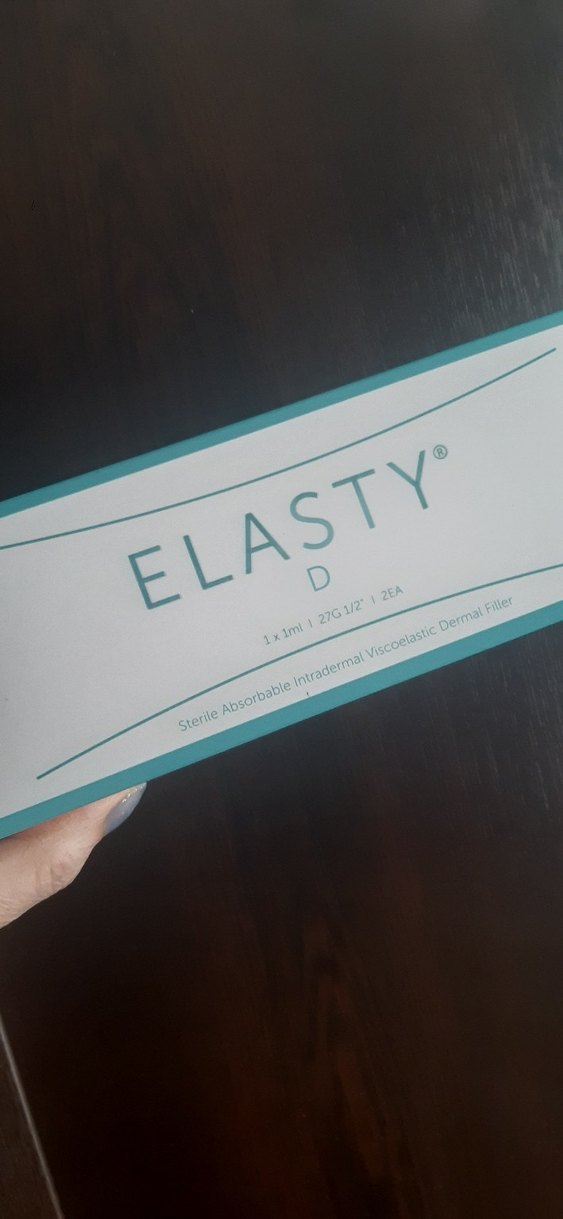 ELASTY®
D
1 x 1ml | 27G 1/2" | 2EA
Sterile Absorbable Intradermal Viscoelastic Dermal Filler